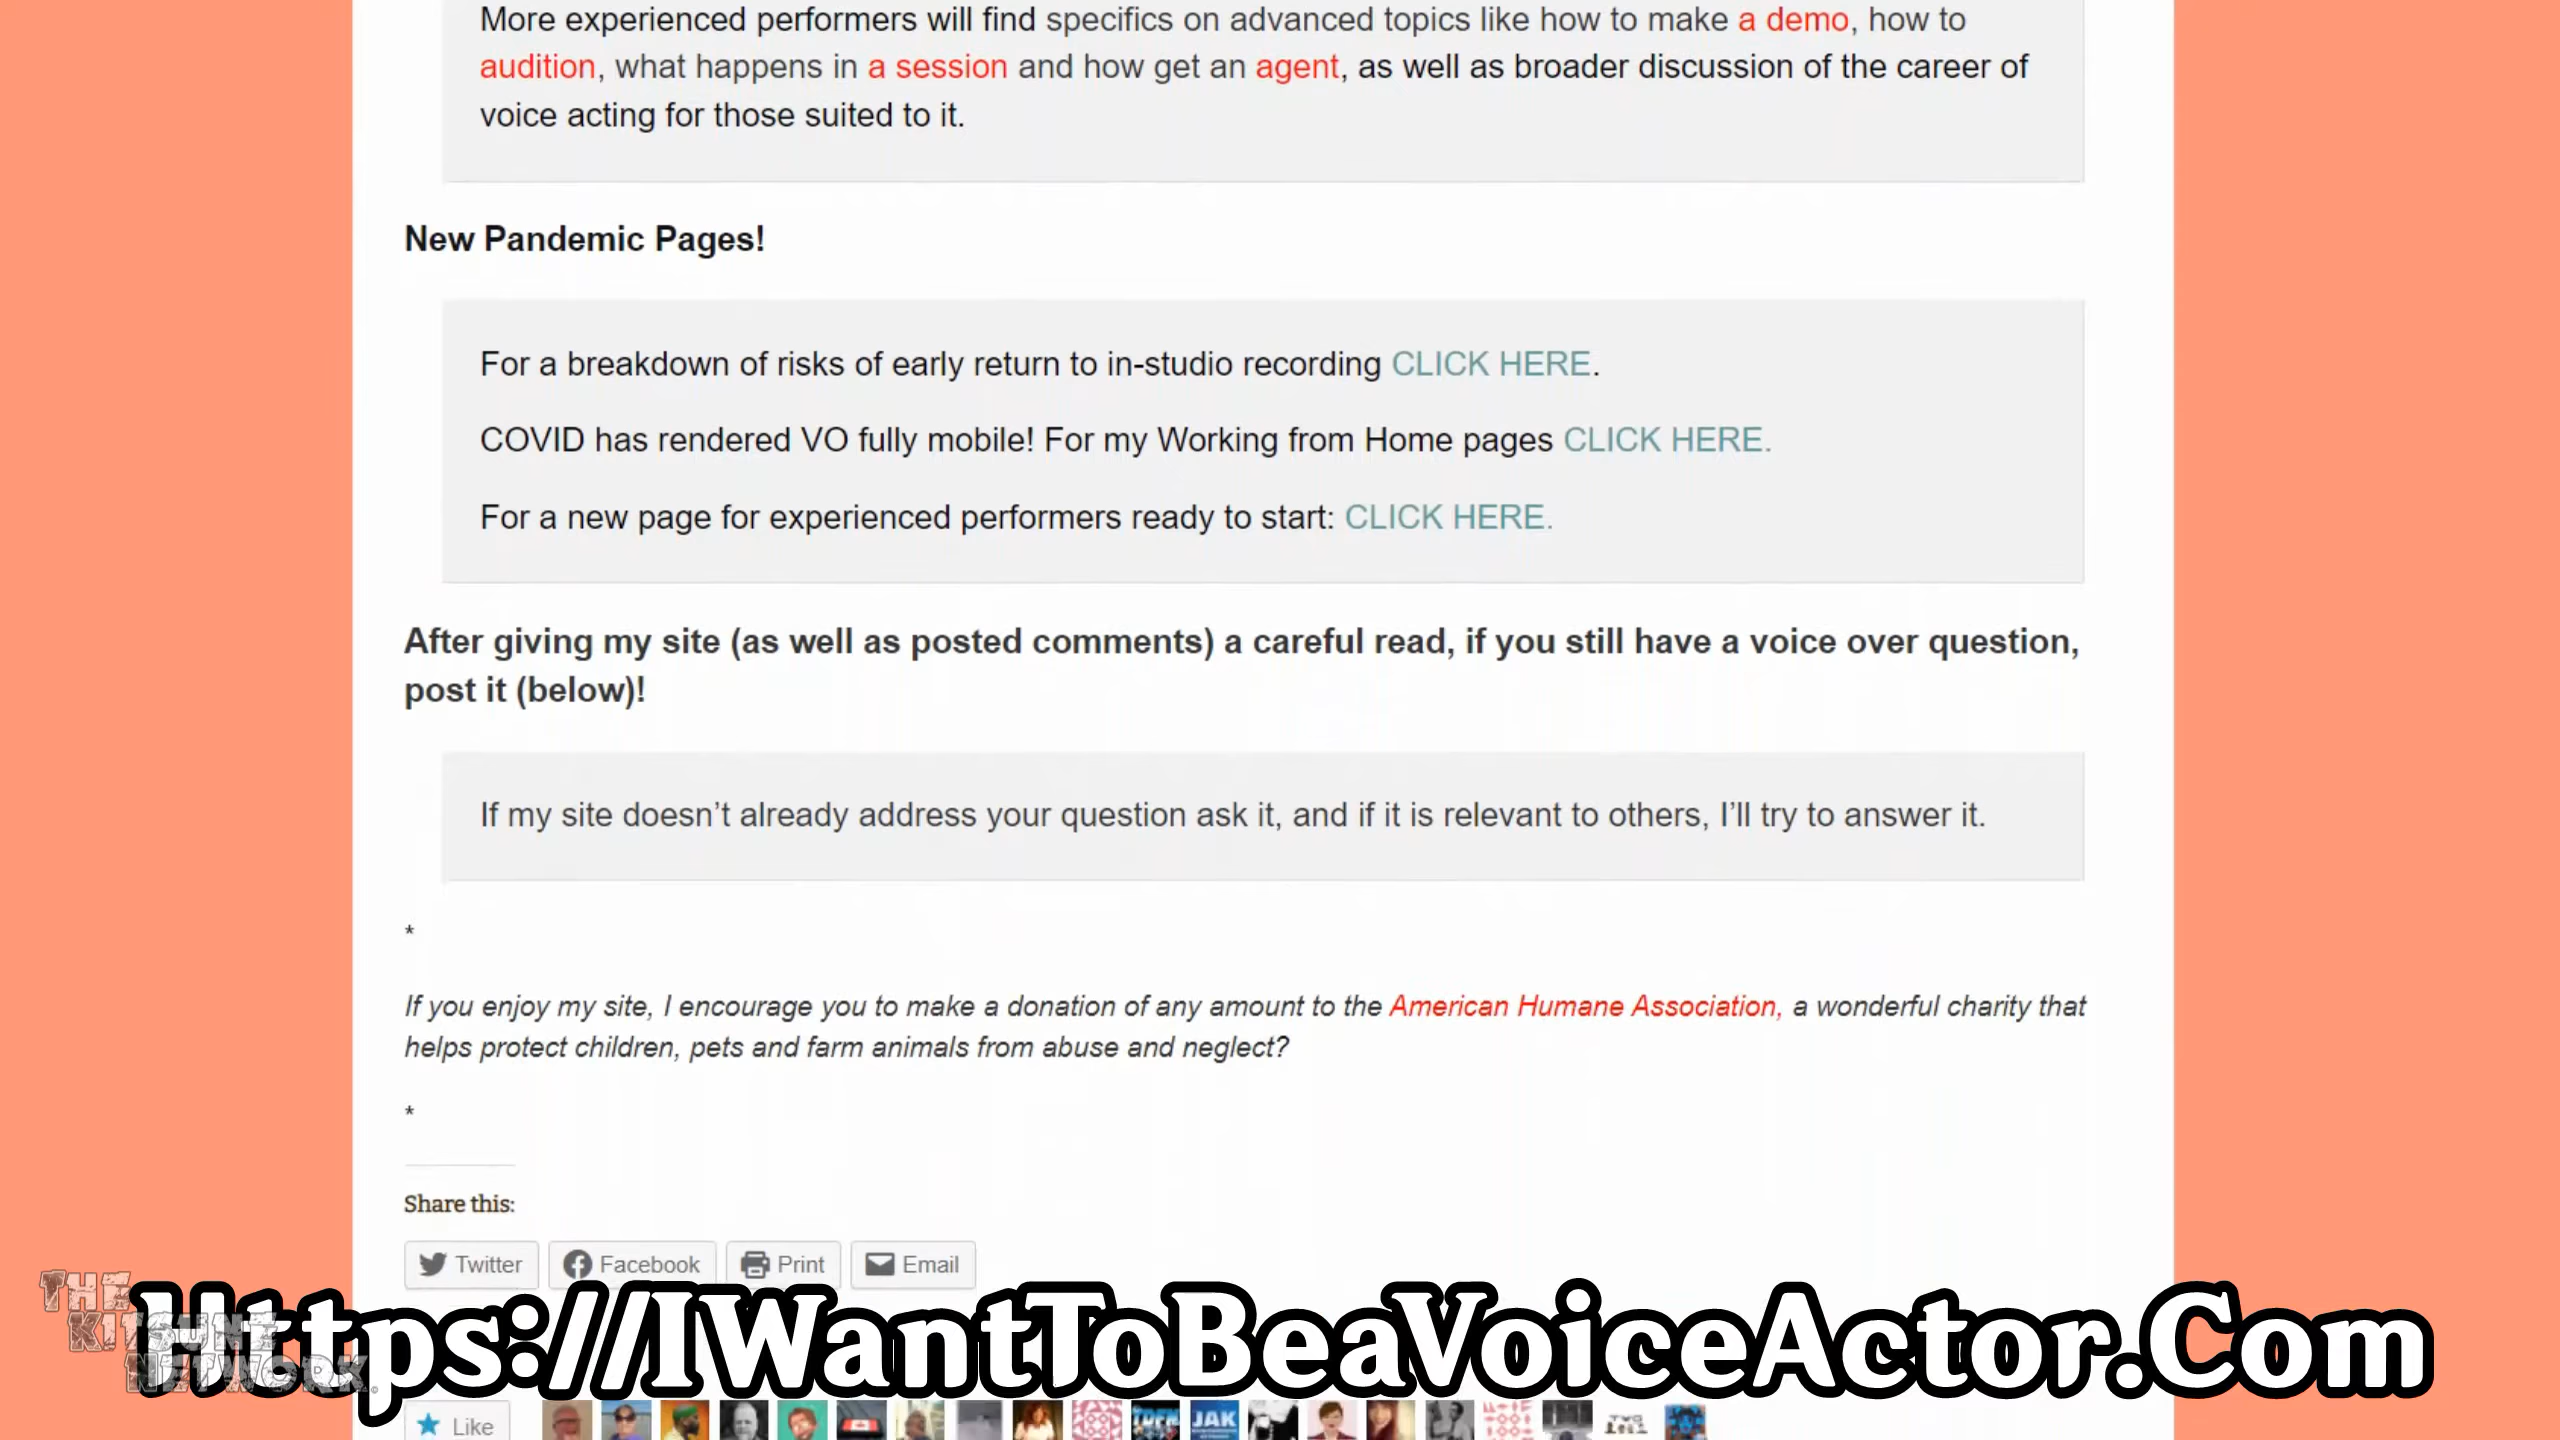 More experienced performers will find specifics on advanced topics like how to make a demo, how to
audition, what happens in a session and how get an agent, as well as broader discussion of the career of
voice acting for those suited to it.
New Pandemic Pages!
For a breakdown of risks of early return to in-studio recording CLICK HERE.
COVID has rendered VO fully mobile! For my Working from Home pages CLICK HERE.
For a new page for experienced performers ready to start: CLICK HERE.
After giving my site (as well as posted comments) a careful read, if you still have a voice over question,
post it (below)!
If my site doesn’t already address your question ask it, and if it is relevant to others, I’ll try to answer it.
*
If you enjoy my site, I encourage you to make a donation of any amount to the American Humane Association, a wonderful charity that
helps protect children, pets and farm animals from abuse and neglect?
*
Share this:
Twitter Facebook Print Email
THE
KITSUNE
NETWORK.
Https://IWantToBeaVoiceActor.Com
Like
JAK